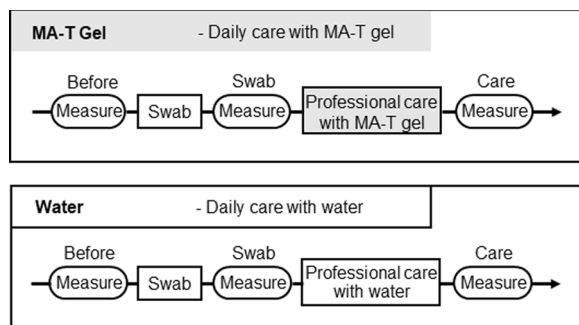 MA-T Gel - Daily care with MA-T gel
Before Swab Care
Measure Swab Measure Professional care with MA-T gel Measure
Water - Daily care with water
Before Swab Care
Measure Swab Measure Professional care with water Measure